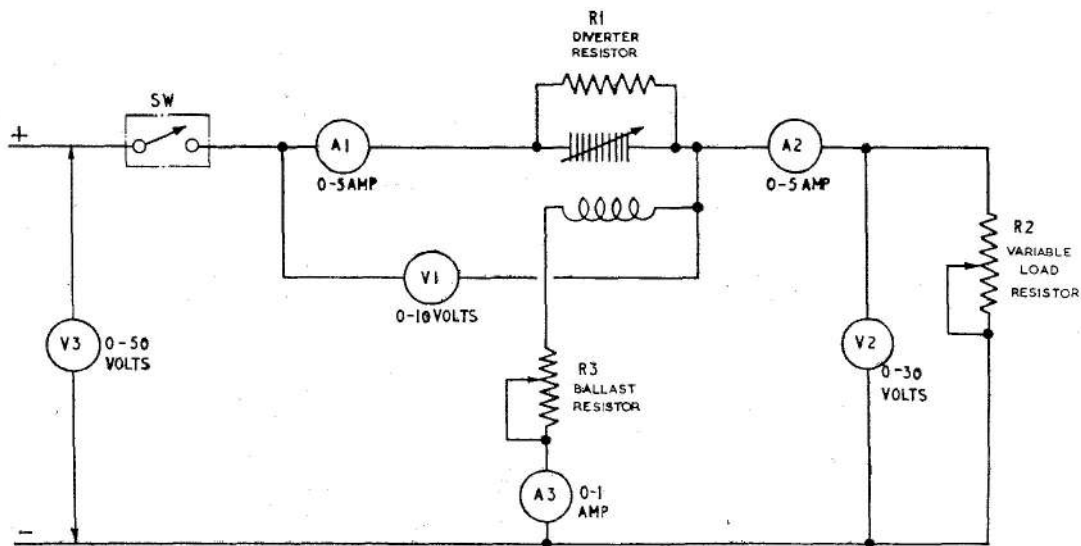 R1
DIVERTER
RESISTOR
SW
+
A1
0-5AMP
A2
0-5 AMP
R2
VARIABLE
LOAD
RESISTOR
V1
0-10 VOLTS
V3
0-50
VOLTS
R3
BALLAST
RESISTOR
V2
0-30
VOLTS
A3
0-1
AMP
-